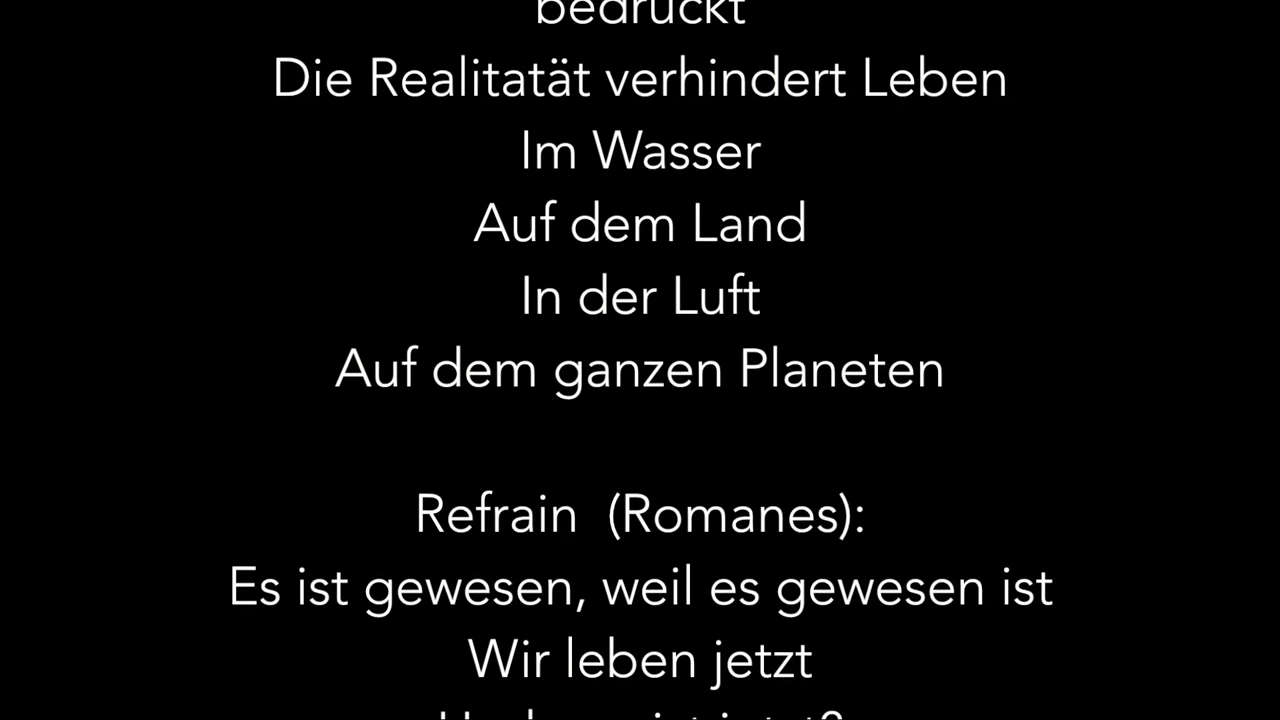 bedruckt
Die Realitatät verhindert Leben
Im Wasser
Auf dem Land
In der Luft
Auf dem ganzen Planeten
Refrain  (Romanes):
Es ist gewesen, weil es gewesen ist
Wir leben jetzt